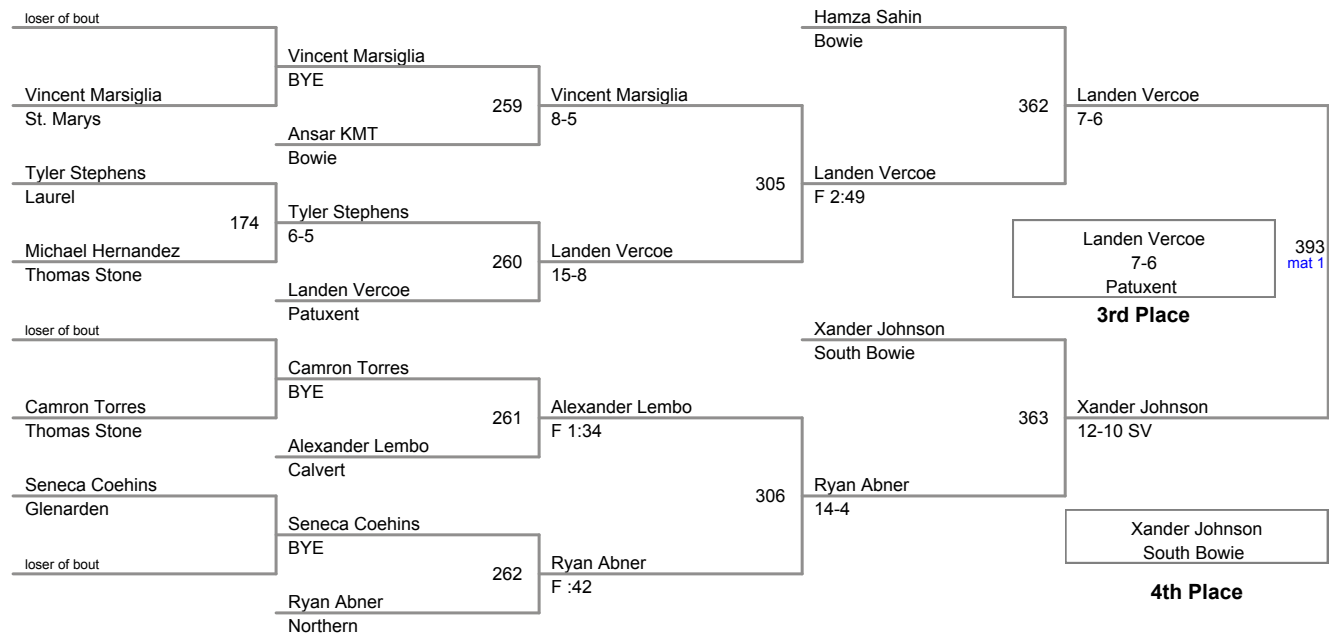 loser of bout
Vincent Marsiglia
St. Marys
Tyler Stephens
Laurel
174
Michael Hernandez
Thomas Stone
loser of bout
Camron Torres
Thomas Stone
Seneca Coehins
Glenarden
loser of bout
Vincent Marsiglia
BYE
259
Ansar KMT
Bowie
Tyler Stephens
6-5
260
Landen Vercoe
Patuxent
Camron Torres
BYE
261
Alexander Lembo
Calvert
Seneca Coehins
BYE
262
Ryan Abner
Northern
Vincent Marsiglia
8-5
305
Landen Vercoe
15-8
Alexander Lembo
F 1:34
306
Ryan Abner
F :42
Hamza Sahin
Bowie
362
Landen Vercoe
F 2:49
Xander Johnson
South Bowie
363
Ryan Abner
14-4
Landen Vercoe
7-6
393
mat 1
Xander Johnson
12-10 SV
Landen Vercoe
7-6
Patuxent
3rd Place
Xander Johnson
South Bowie
4th Place